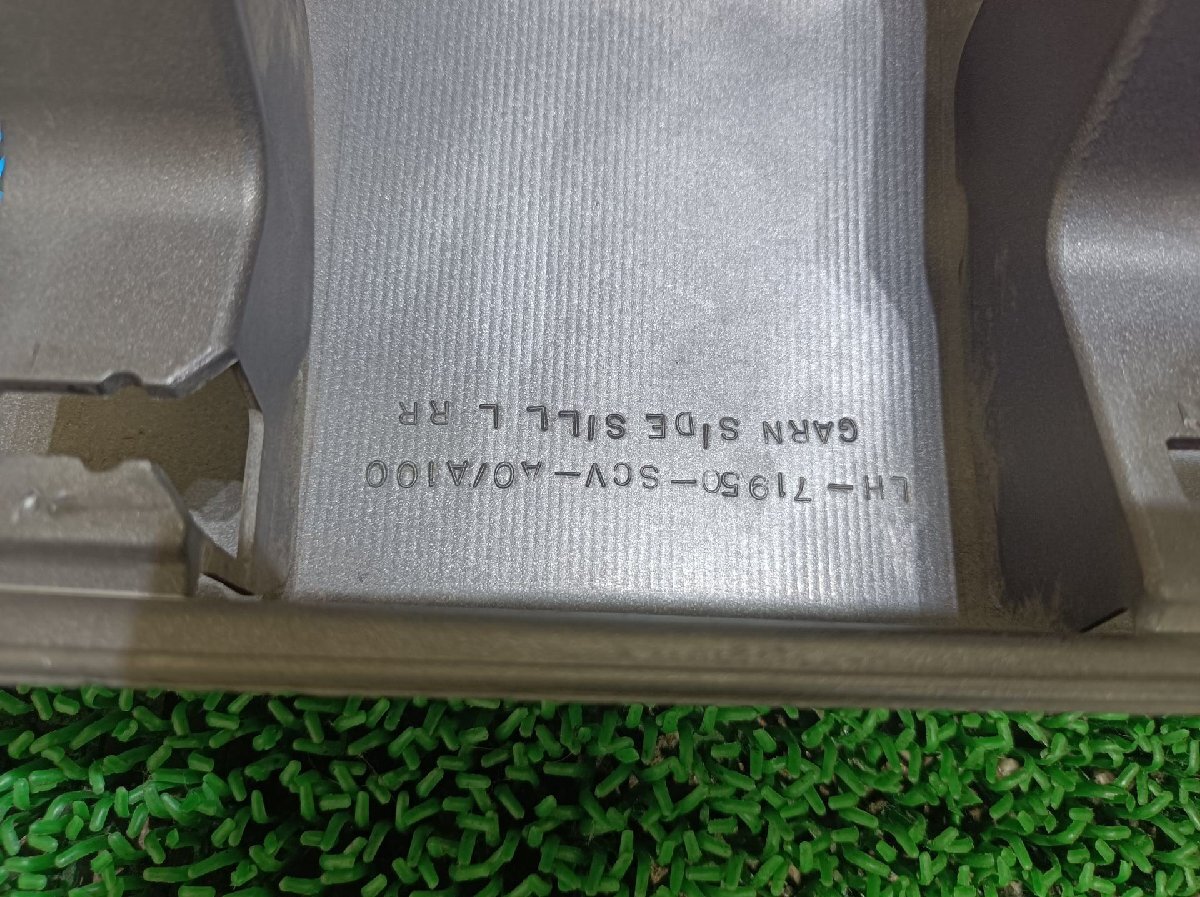 LH-71950-SCV-A0/A100
GARN SIDE SILL L RR